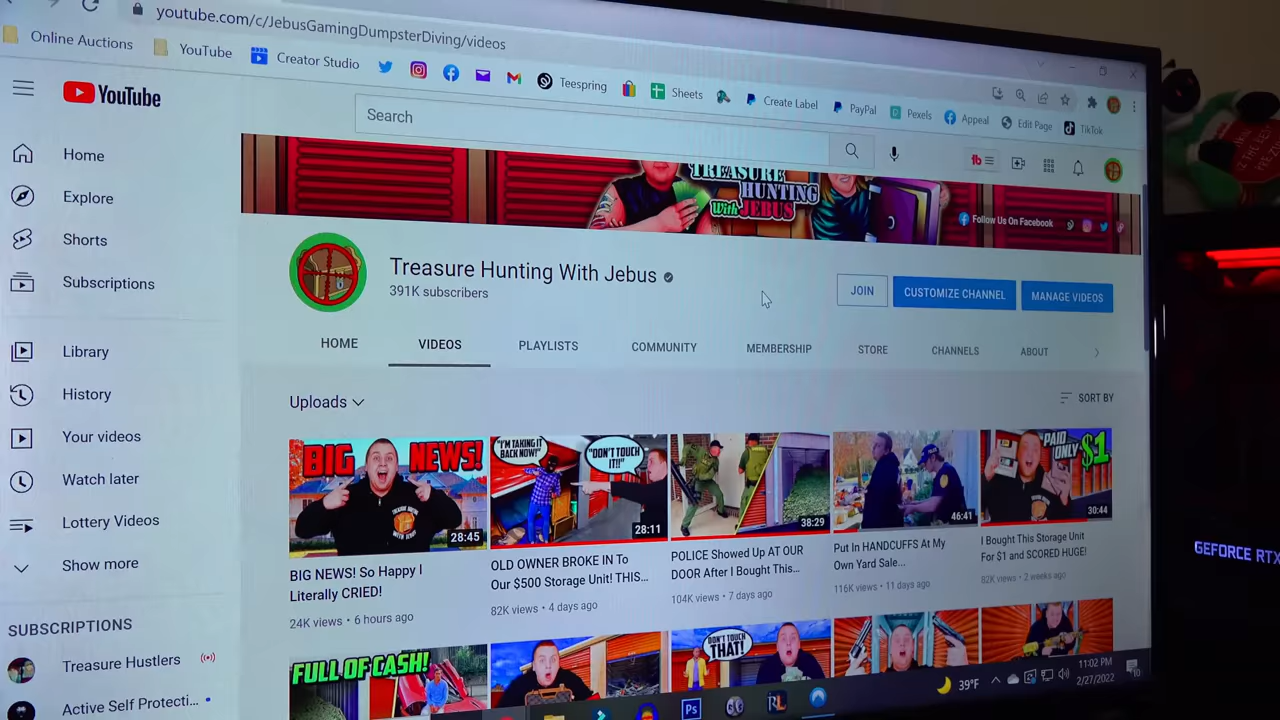 youtube.com/c/JebusGamingDumpsterDiving/videos
Online Auctions
YouTube
Creator Studio
Teespring
Sheets
Create Label
PayPal
Pexels
Appeal
Edit Page
TikTok
YouTube
Search
Home
Explore
Shorts
Subscriptions
Library
History
Your videos
Watch later
Lottery Videos
Show more
SUBSCRIPTIONS
Treasure Hustlers
Active Self Protecti...
TREASURE
HUNTING
With JEBUS
Follow Us On Facebook
Treasure Hunting With Jebus
391K subscribers
JOIN
CUSTOMIZE CHANNEL
MANAGE VIDEOS
HOME
VIDEOS
PLAYLISTS
COMMUNITY
MEMBERSHIP
STORE
CHANNELS
ABOUT
Uploads
SORT BY
BIG NEWS!
28:45
BIG NEWS! So Happy I
Literally CRIED!
24K views • 6 hours ago
"I'M TAKING IT
BACK NOW!"
"DON'T TOUCH
IT!!"
28:11
OLD OWNER BROKE IN To
Our $500 Storage Unit! THIS...
82K views • 4 days ago
38:29
POLICE Showed Up AT OUR
DOOR After I Bought This...
104K views • 7 days ago
46:41
Put In HANDCUFFS At My
Own Yard Sale...
116K views • 11 days ago
PAID
ONLY $1
30:44
I Bought This Storage Unit
For $1 and SCORED HUGE!
82K views • 2 weeks ago
FULL OF CASH!
DON'T TOUCH
THAT!
Ps
RL
39°F
11:02 PM
2/27/2022
GEFORCE RTX